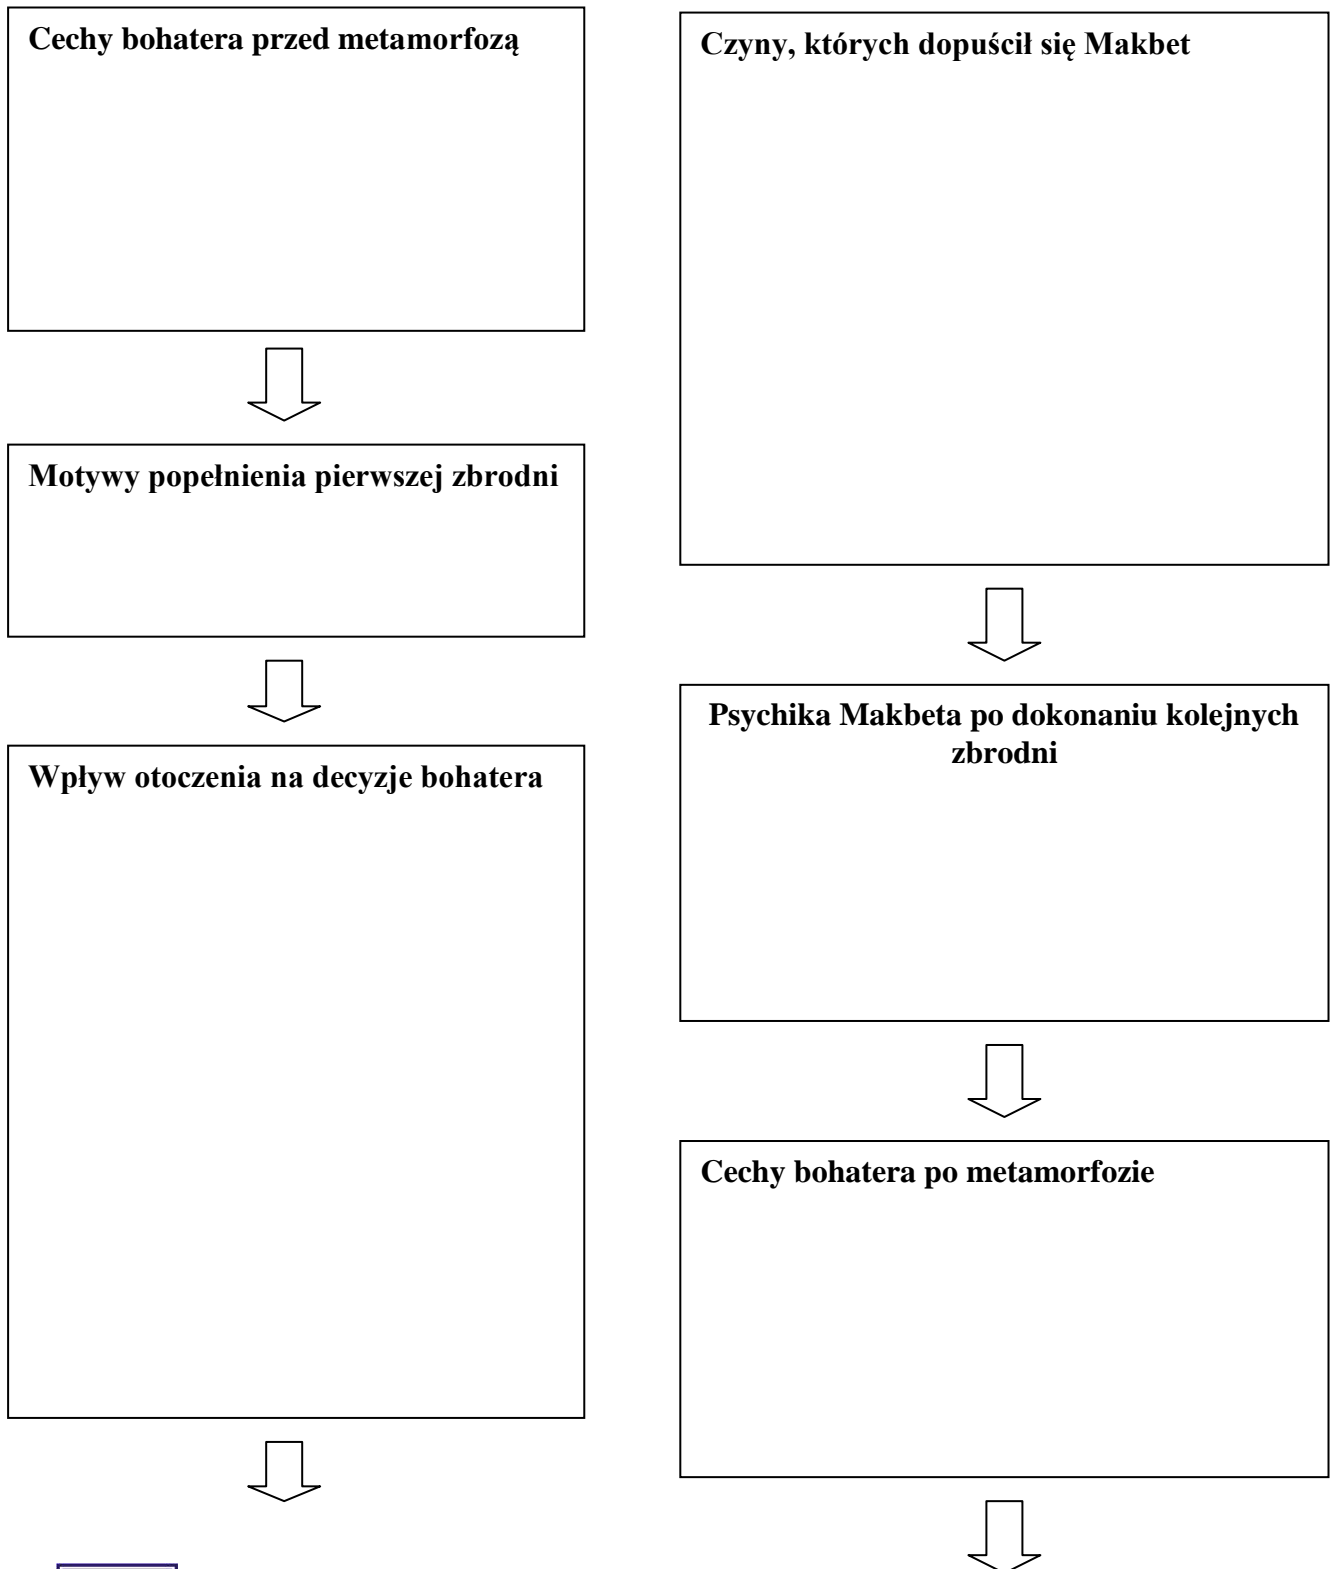 Cechy bohatera przed metamorfozą
Motywy popełnienia pierwszej zbrodni
Wpływ otoczenia na decyzje bohatera
Czyny, których dopuścił się Makbet
Psychika Makbeta po dokonaniu kolejnych
zbrodni
Cechy bohatera po metamorfozie